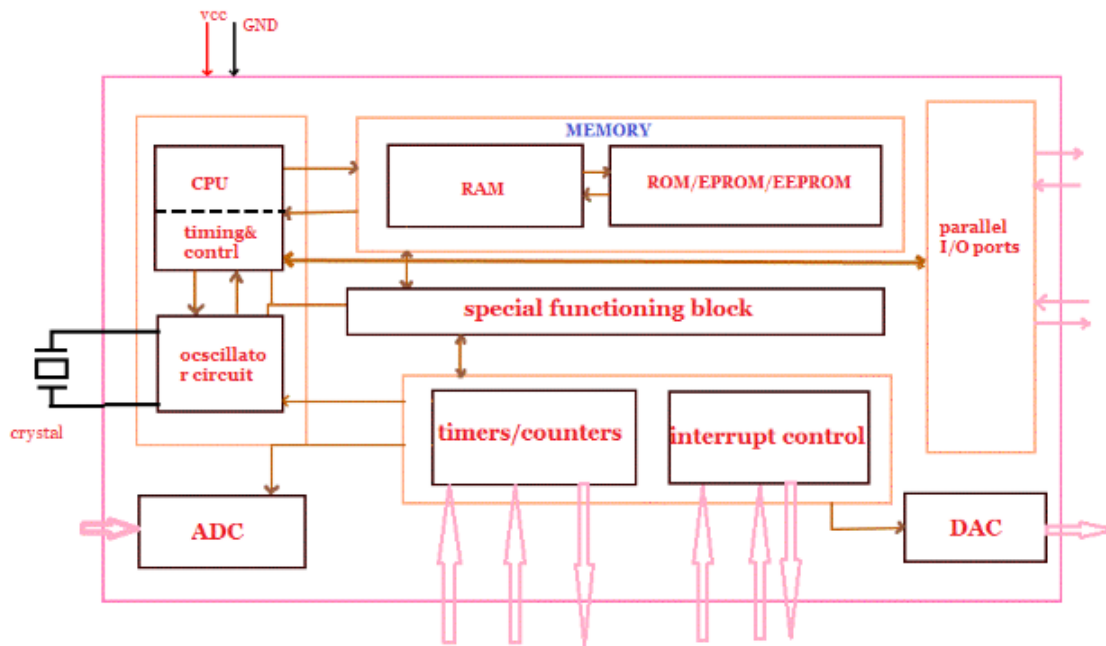 vcc
GND
MEMORY
CPU
RAM
ROM/EPROM/EEPROM
timing&
contrl
parallel
I/O ports
special functioning block
ocscillato
r circuit
crystal
timers/counters
interrupt control
ADC
DAC